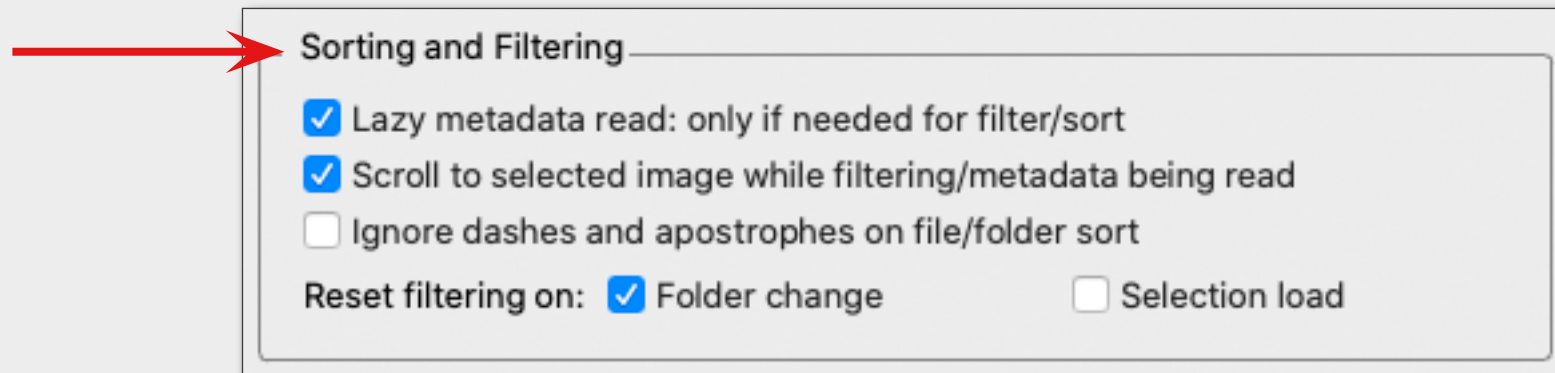 Sorting and Filtering
Lazy metadata read: only if needed for filter/sort
Scroll to selected image while filtering/metadata being read
Ignore dashes and apostrophes on file/folder sort
Reset filtering on: Folder change Selection load